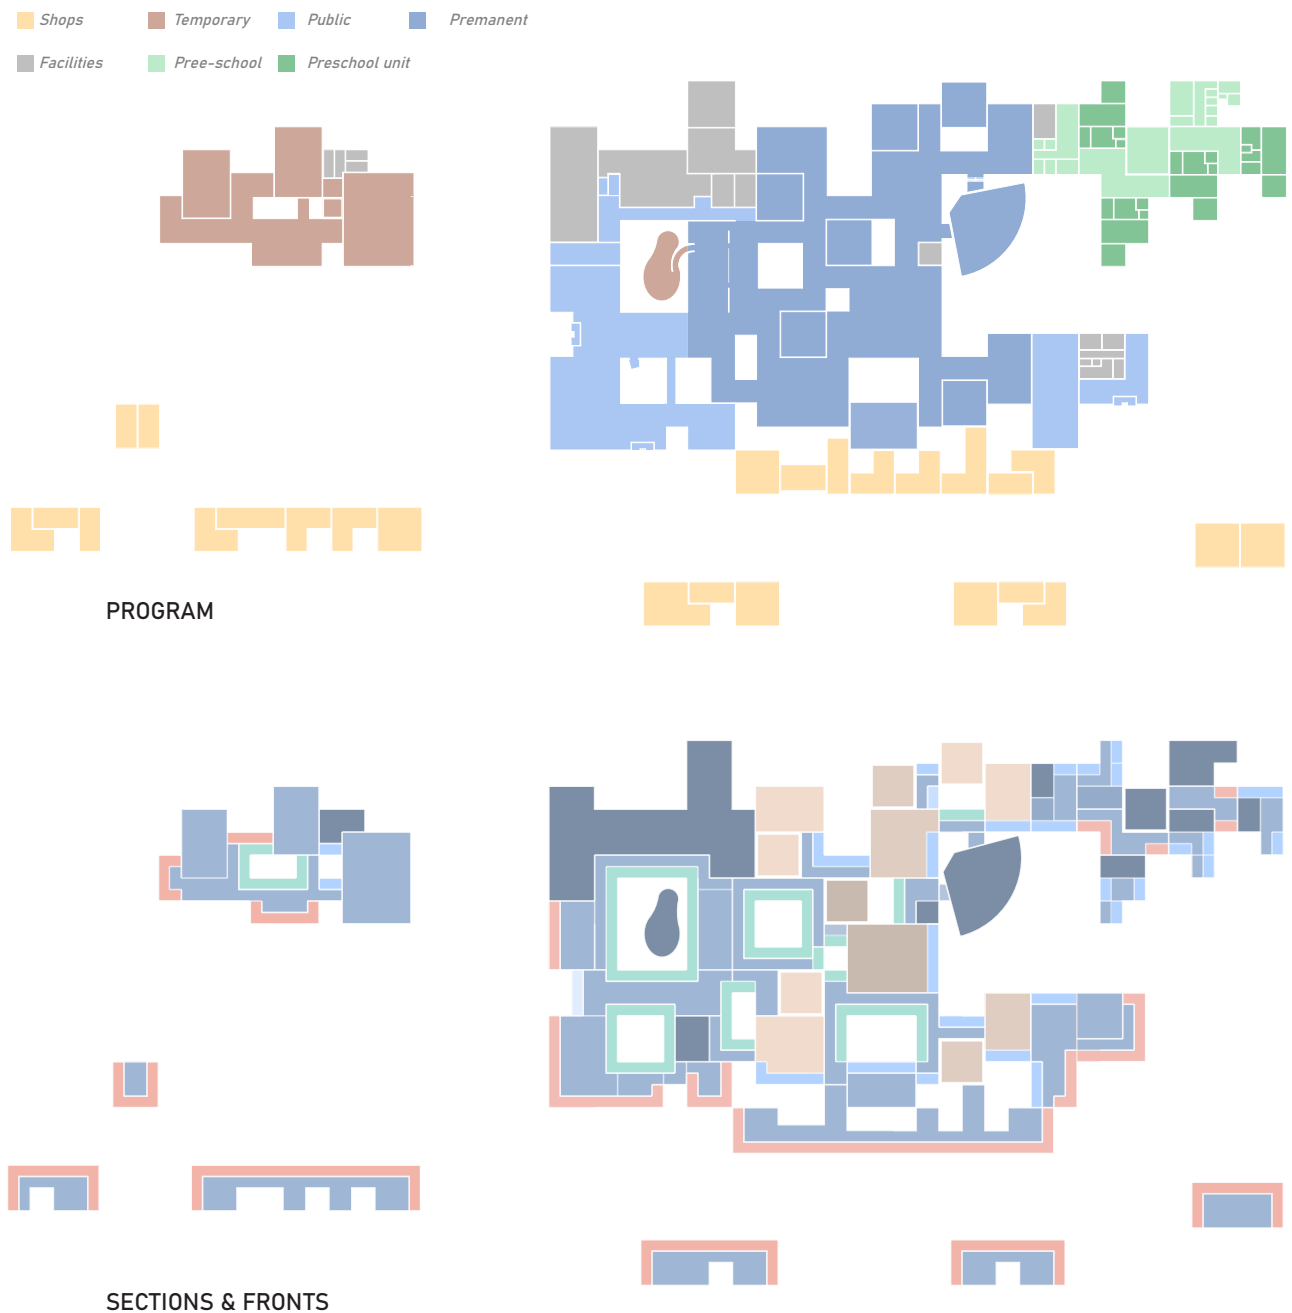 Shops Temporary Public Premanent
Facilities Pree-school Preschool unit
PROGRAM
SECTIONS & FRONTS